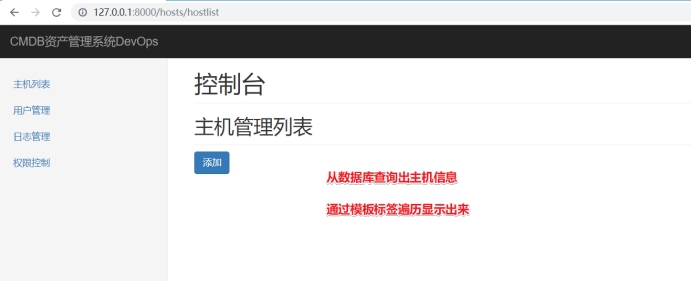 127.0.0.1:8000/hosts/hostlist
CMDB资产管理系统DevOps
主机列表
用户管理
日志管理
权限控制
控制台
主机管理列表
添加
从数据库查询出主机信息
通过模板标签遍历显示出来